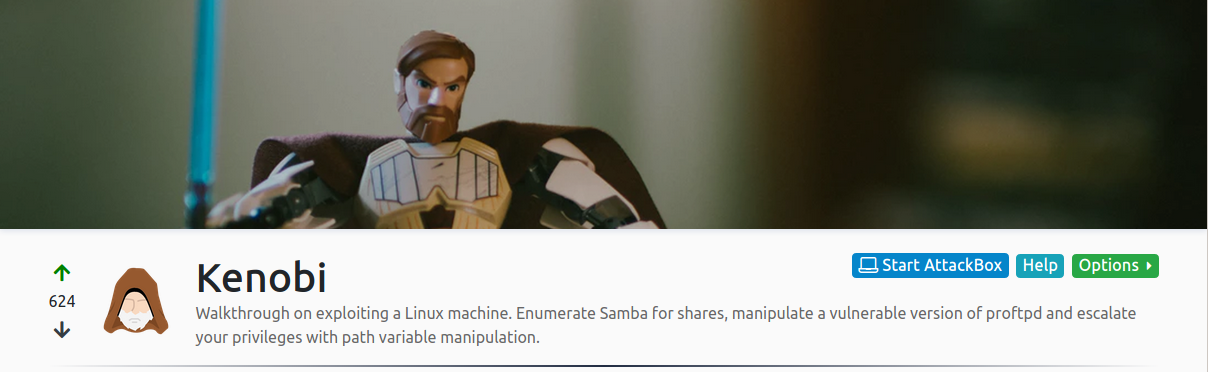 Kenobi
Start AttackBox
Help
Options
624
Walkthrough on exploiting a Linux machine. Enumerate Samba for shares, manipulate a vulnerable version of proftpd and escalate
your privileges with path variable manipulation.